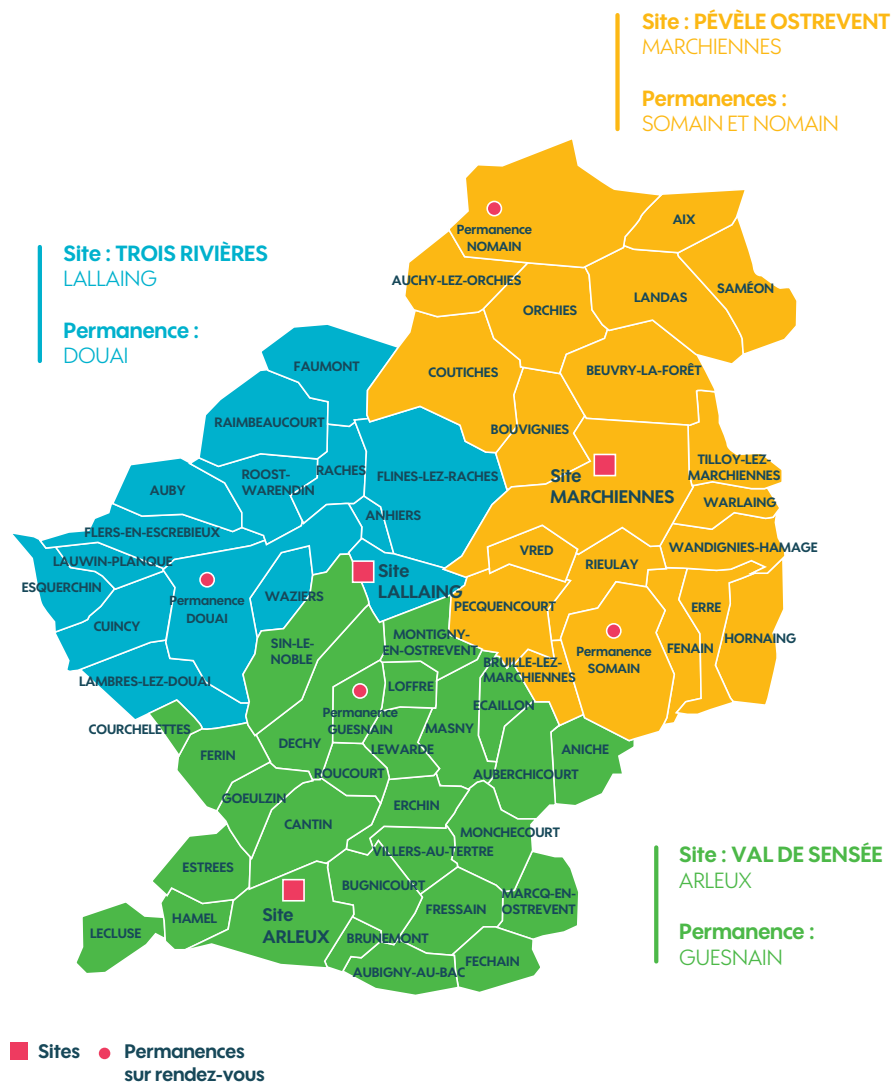 Site : PÉVÈLE OSTREVENT
MARCHIENNES
Permanences :
SOMAIN ET NOMAIN
Site : TROIS RIVIÈRES
LALLAING
Permanence :
DOUAI
AIX
Permanence
NOMAIN
AUCHY-LEZ-ORCHIES
SAMÉON
LANDAS
ORCHIES
FAUMONT
COUTICHES
BEUVRY-LA-FORÊT
RAIMBEAUCOURT
BOUVIGNIES
TILLOY-LEZ-
MARCHIENNES
Site
MARCHIENNES
RACHES
FLINES-LEZ-RACHES
ROOST-
WARENDIN
AUBY
WARLAING
ANHIERS
FLERS-EN-ESCREBIEUX
VRED
WANDIGNIES-HAMAGE
LAUWIN-PLANQUE
RIEULAY
ESQUERCHIN
Site
LALLAING
Permanence
DOUAI
WAZIERS
PECQUENCOURT
ERRE
CUINCY
HORNAING
SIN-LE-
NOBLE
MONTIGNY-
EN-OSTREVENT
Permanence
SOMAIN
FENAIN
BRUILLE-LEZ-
MARCHIENNES
LAMBRES-LEZ-DOUAI
LOFFRE
ECAILLON
Permanence
GUESNAIN
COURCHELETTES
MASNY
DECHY
LEWARDE
ANICHE
FERIN
ROUCOURT
AUBERCHICOURT
GOEULZIN
ERCHIN
CANTIN
MONCHECOURT
VILLERS-AU-TERTRE
ESTREES
BUGNICOURT
MARCQ-EN-
OSTREVENT
FRESSAIN
HAMEL
Site
ARLEUX
LECLUSE
BRUNEMONT
FECHAIN
AUBIGNY-AU-BAC
Site : VAL DE SENSÉE
ARLEUX
Permanence :
GUESNAIN
Sites
Permanences
sur rendez-vous